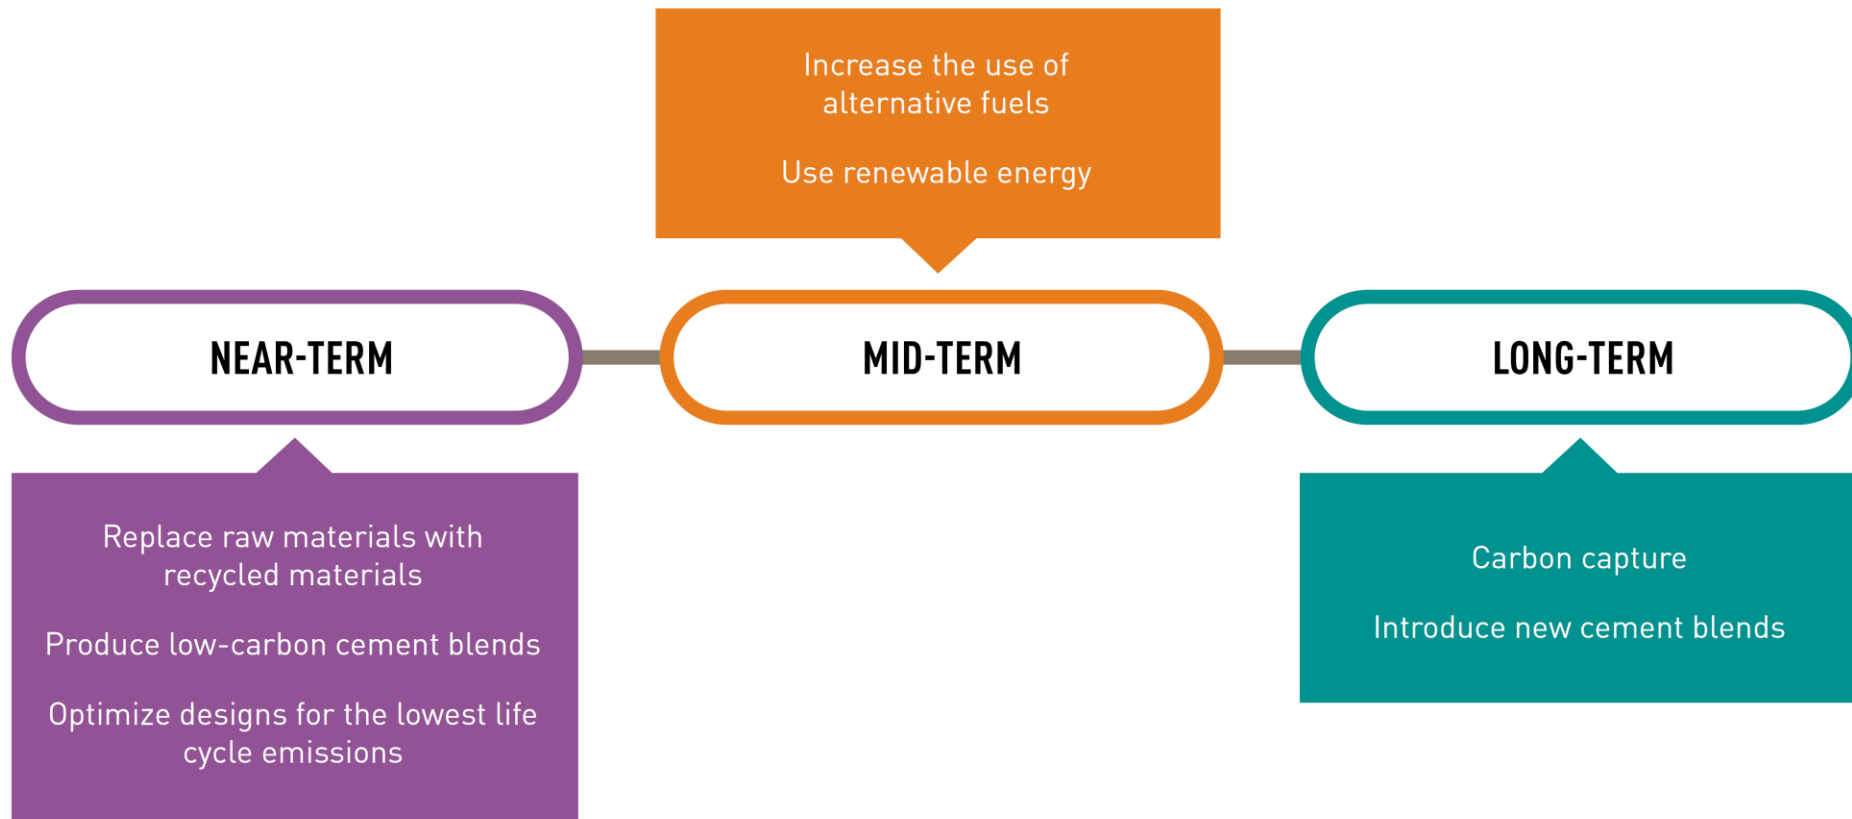 Increase the use of
alternative fuels
Use renewable energy
NEAR-TERM
MID-TERM
LONG-TERM
Replace raw materials with
recycled materials
Produce low-carbon cement blends
Optimize designs for the lowest life
cycle emissions
Carbon capture
Introduce new cement blends